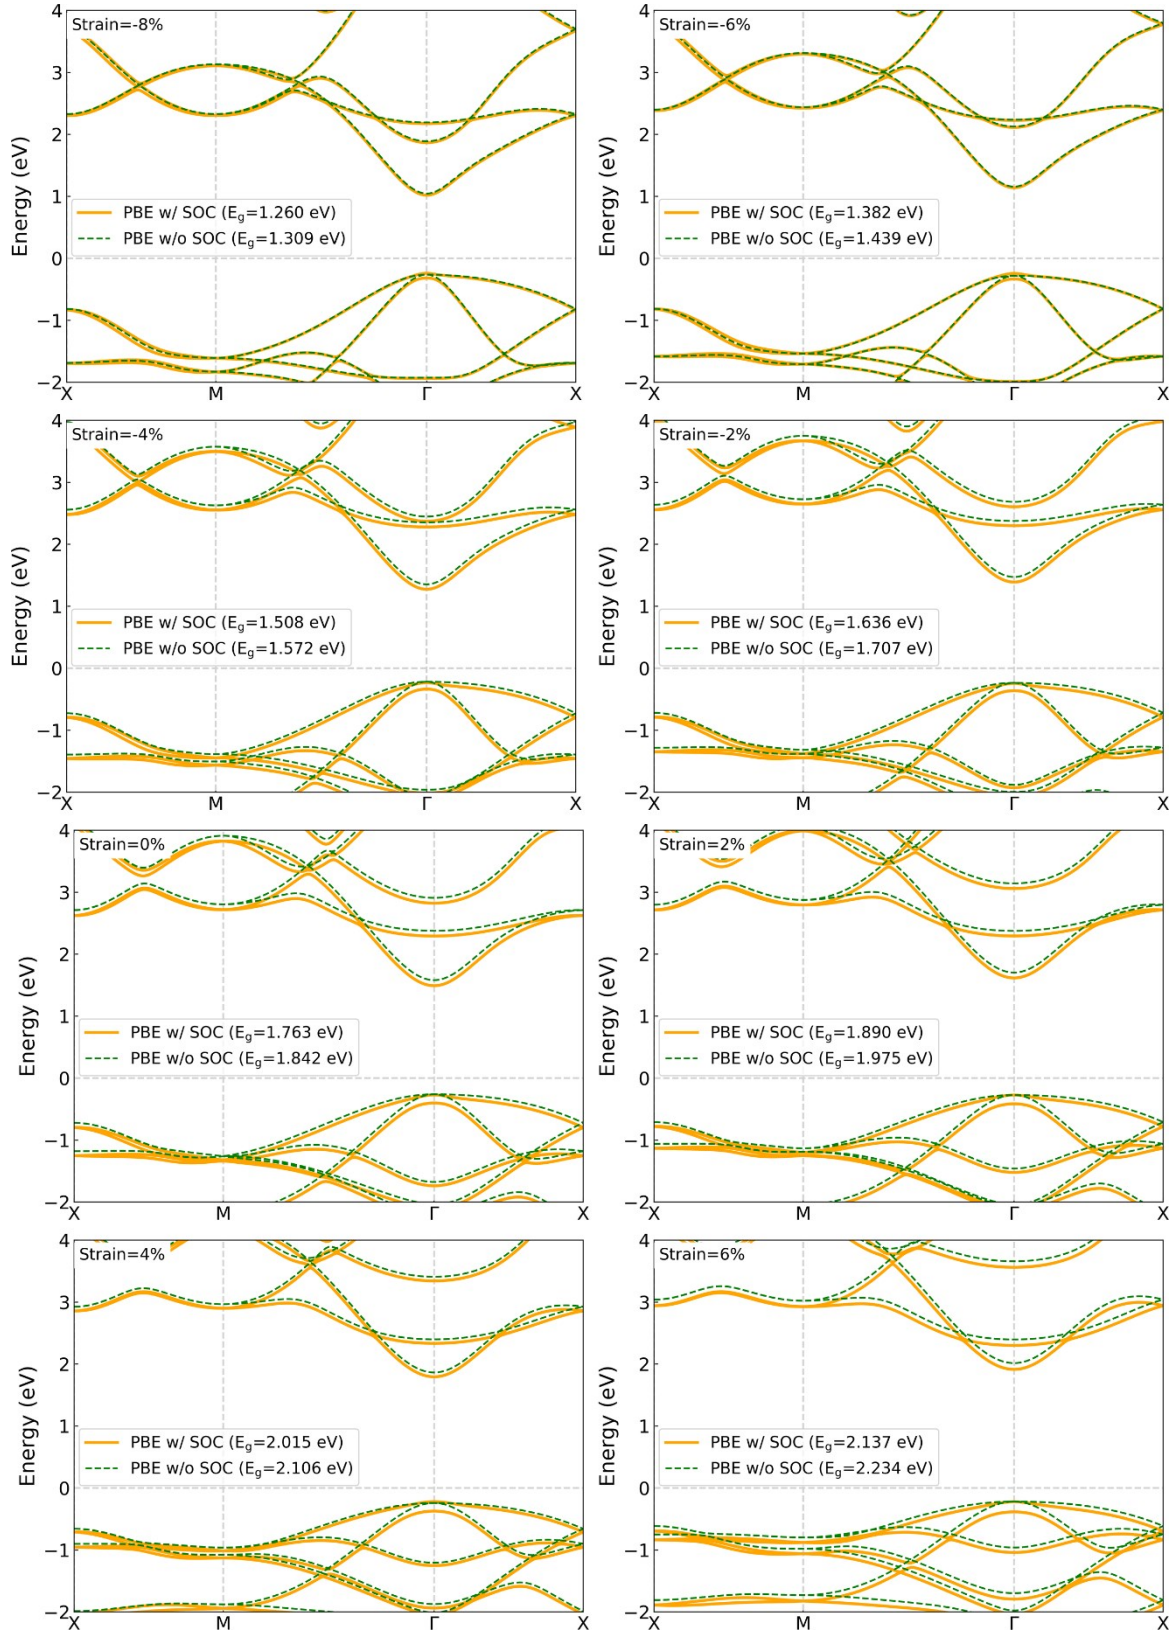 Strain=-8%
4
3
2
1
0
−1
−2
Energy (eV)
PBE w/ SOC (Eg=1.260 eV)
PBE w/o SOC (Eg=1.309 eV)
X M Γ X
Strain=-6%
4
3
2
1
0
−1
−2
Energy (eV)
PBE w/ SOC (Eg=1.382 eV)
PBE w/o SOC (Eg=1.439 eV)
X M Γ X
Strain=-4%
4
3
2
1
0
−1
−2
Energy (eV)
PBE w/ SOC (Eg=1.508 eV)
PBE w/o SOC (Eg=1.572 eV)
X M Γ X
Strain=-2%
4
3
2
1
0
−1
−2
Energy (eV)
PBE w/ SOC (Eg=1.636 eV)
PBE w/o SOC (Eg=1.707 eV)
X M Γ X
Strain=0%
4
3
2
1
0
−1
−2
Energy (eV)
PBE w/ SOC (Eg=1.763 eV)
PBE w/o SOC (Eg=1.842 eV)
X M Γ X
Strain=2%
4
3
2
1
0
−1
−2
Energy (eV)
PBE w/ SOC (Eg=1.890 eV)
PBE w/o SOC (Eg=1.975 eV)
X M Γ X
Strain=4%
4
3
2
1
0
−1
−2
Energy (eV)
PBE w/ SOC (Eg=2.015 eV)
PBE w/o SOC (Eg=2.106 eV)
X M Γ X
Strain=6%
4
3
2
1
0
−1
−2
Energy (eV)
PBE w/ SOC (Eg=2.137 eV)
PBE w/o SOC (Eg=2.234 eV)
X M Γ X